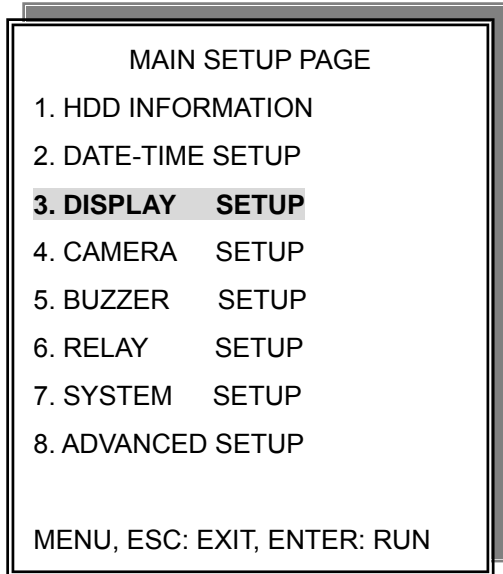 MAIN SETUP PAGE
1. HDD INFORMATION
2. DATE-TIME SETUP
3. DISPLAY SETUP
4. CAMERA SETUP
5. BUZZER SETUP
6. RELAY SETUP
7. SYSTEM SETUP
8. ADVANCED SETUP
MENU, ESC: EXIT, ENTER: RUN